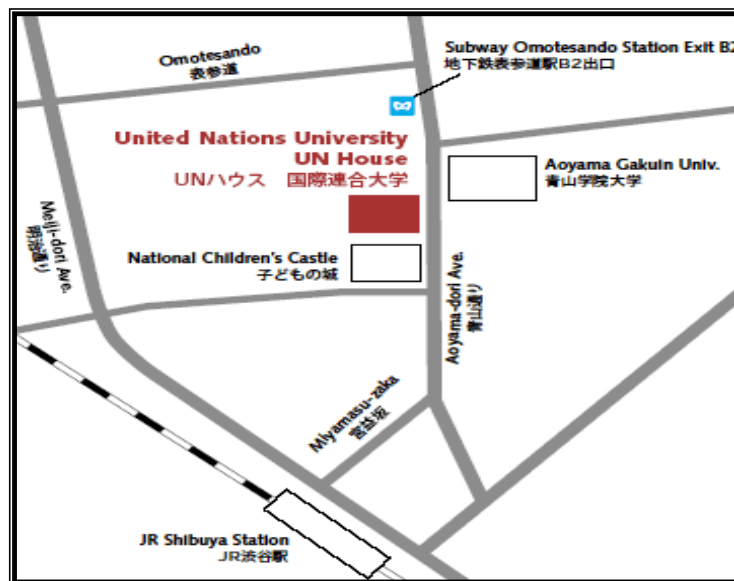 Omotesando
表参道
Subway Omotesando Station Exit B2
地下鉄表参道駅B2出口
United Nations University
UN House
UNハウス 国際連合大学
Aoyama Gakuin Univ.
青山学院大学
Meiji-dori Ave.
明治通り
National Children's Castle
子どもの城
Aoyama-dori Ave.
青山通り
Miyamasu-zaka
宮益坂
JR Shibuya Station
JR渋谷駅